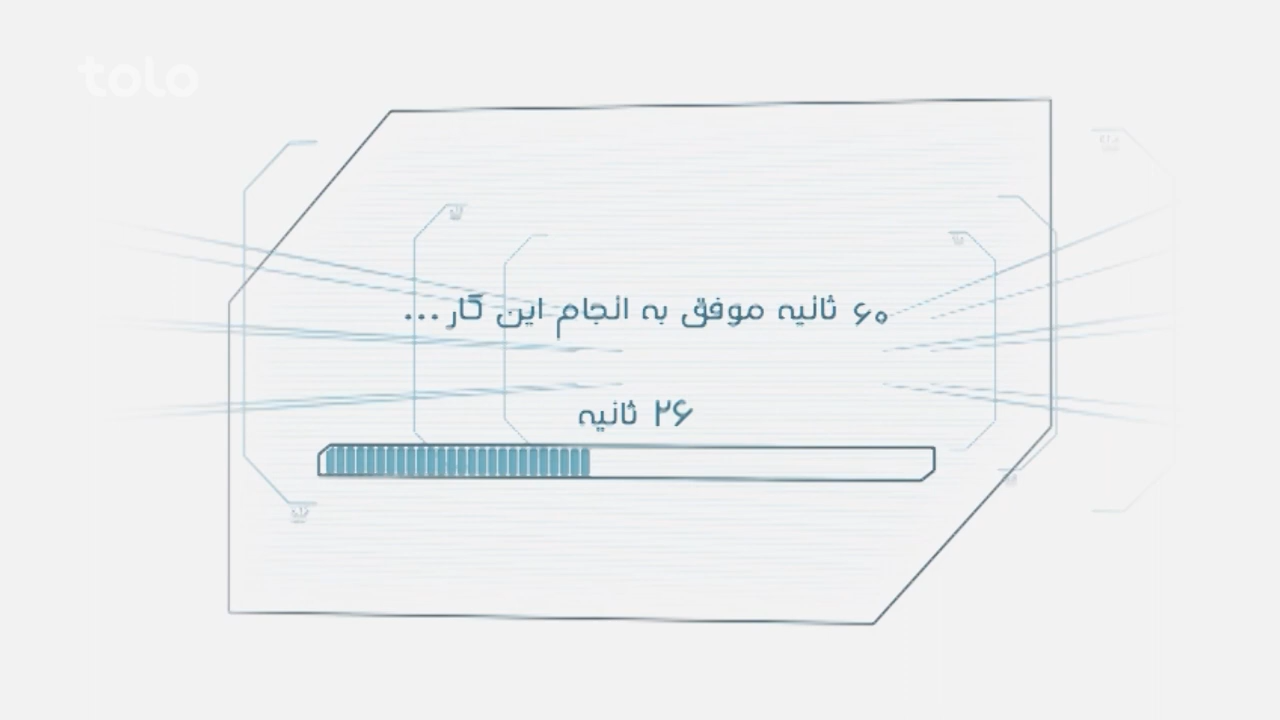 tolo
۶۰ ثانیه موفق به انجام این کار ...
۲۶ ثانیه